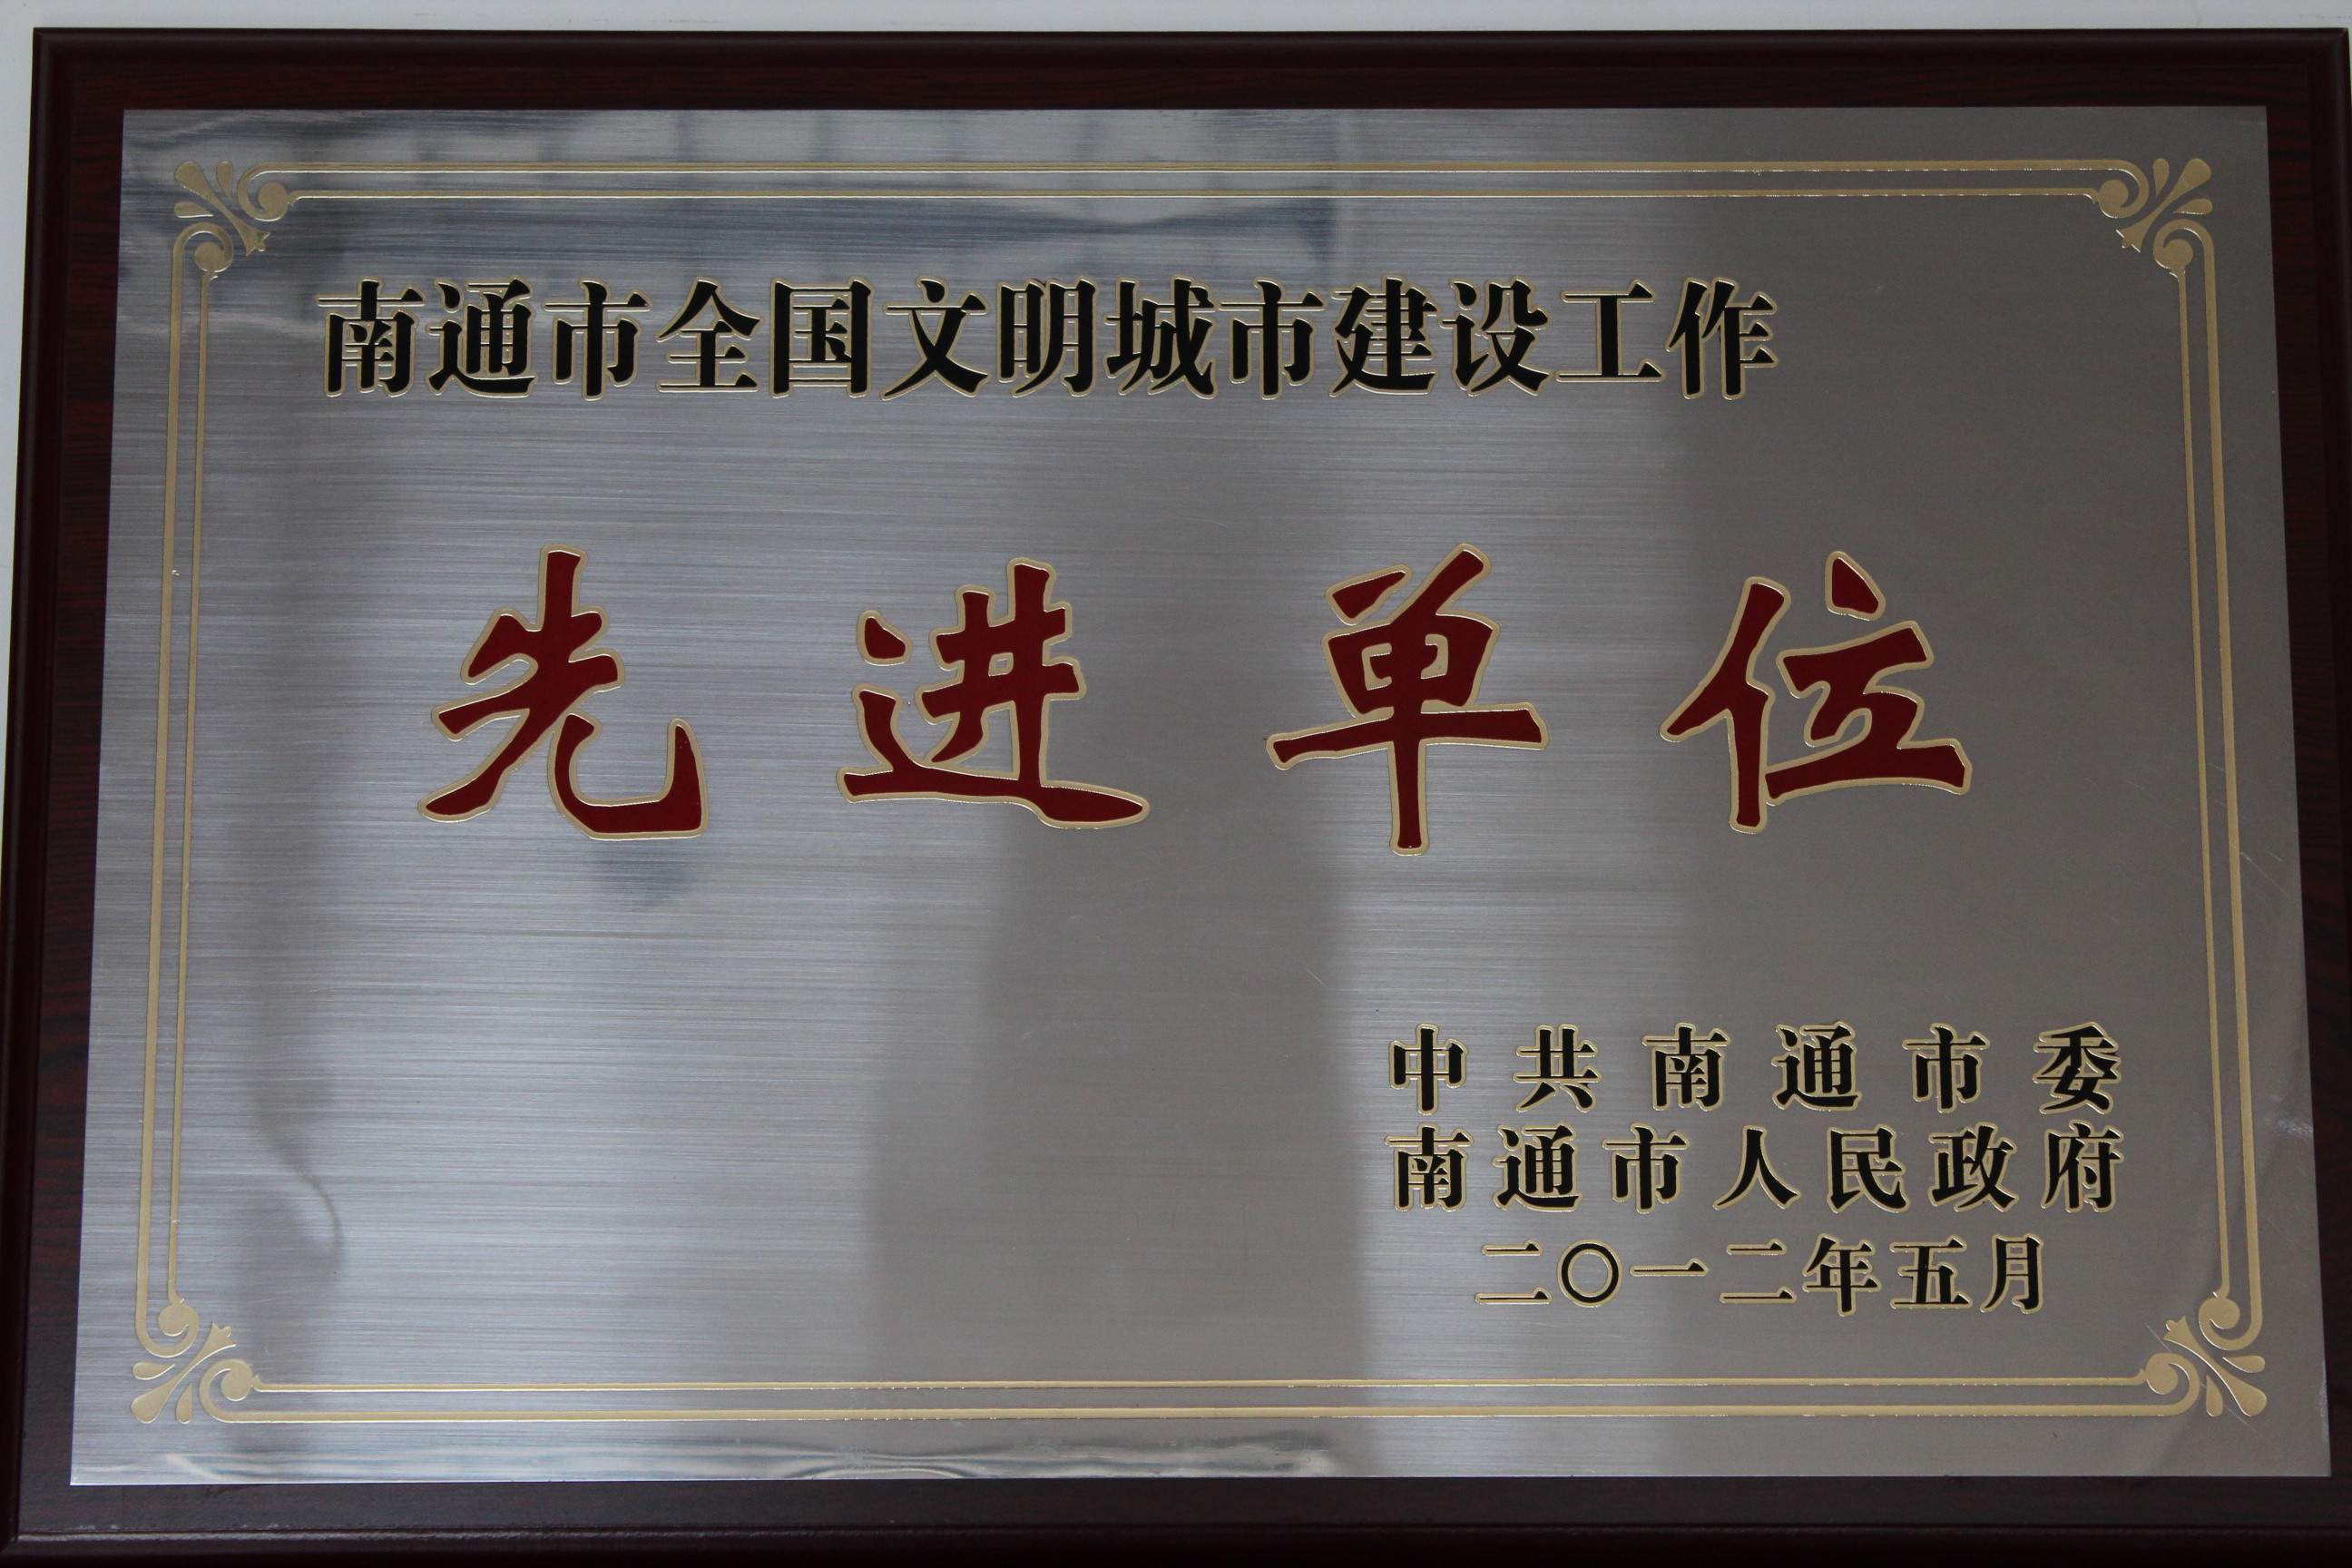 南通市全国文明城市建设工作
先进单位
中共南通市委
南通市人民政府
二〇一二年五月